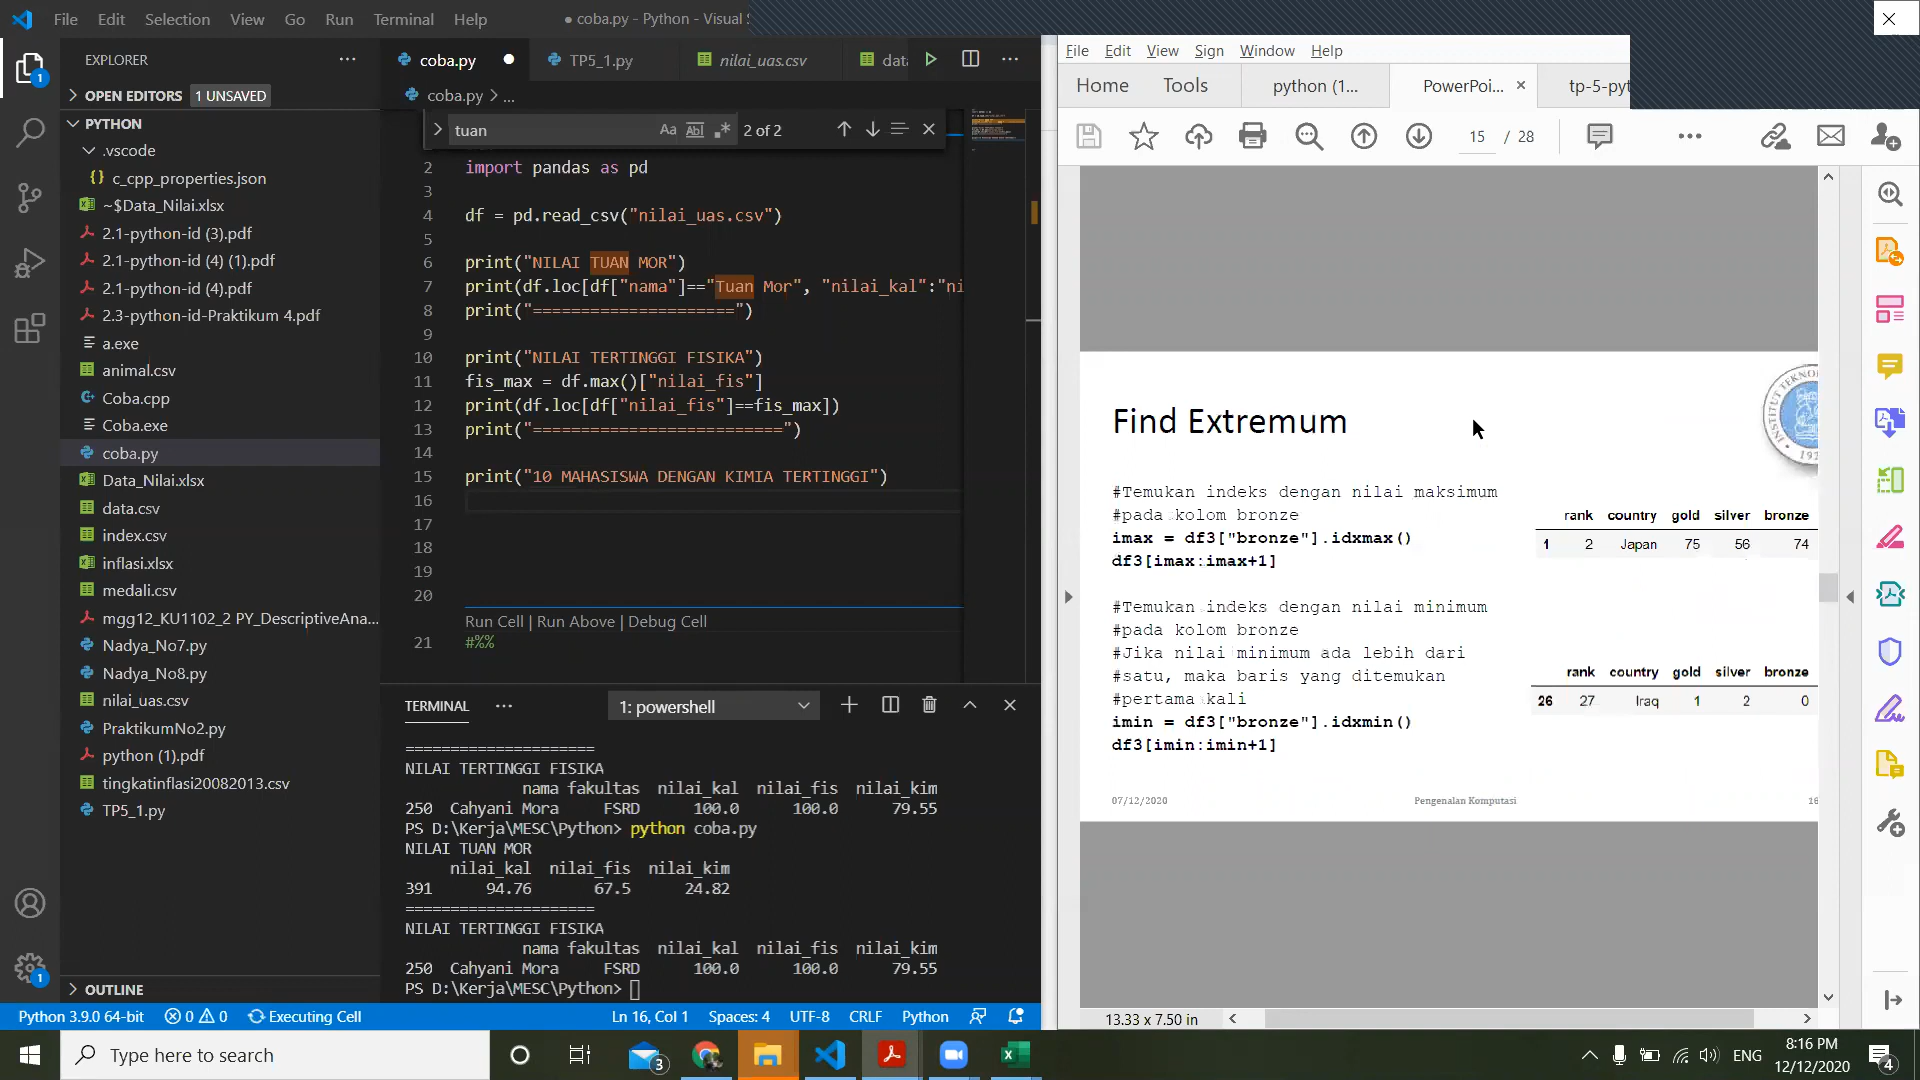 File Edit Selection View Go Run Terminal Help
● coba.py - Python - Visual S
EXPLORER
OPEN EDITORS 1 UNSAVED
PYTHON
.vscode
{} c_cpp_properties.json
~$Data_Nilai.xlsx
2.1-python-id (3).pdf
2.1-python-id (4) (1).pdf
2.1-python-id (4).pdf
2.3-python-id-Praktikum 4.pdf
a.exe
animal.csv
Coba.cpp
Coba.exe
coba.py
Data_Nilai.xlsx
data.csv
index.csv
inflasi.xlsx
medali.csv
mgg12_KU1102_2 PY_DescriptiveAna...
Nadya_No7.py
Nadya_No8.py
nilai_uas.csv
PraktikumNo2.py
python (1).pdf
tingkatinflasi20082013.csv
TP5_1.py
OUTLINE
coba.py ● TP5_1.py nilai_uas.csv data
coba.py > ...
tuan Aa Abl .* 2 of 2
2 import pandas as pd
3
4 df = pd.read_csv("nilai_uas.csv")
5
6 print("NILAI TUAN MOR")
7 print(df.loc[df["nama"]=="Tuan Mor", "nilai_kal":"ni
8 print("=====================")
9
10 print("NILAI TERTINGGI FISIKA")
11 fis_max = df.max()["nilai_fis"]
12 print(df.loc[df["nilai_fis"]==fis_max])
13 print("==========================")
14
15 print("10 MAHASISWA DENGAN KIMIA TERTINGGI")
16
17
18
19
20
Run Cell | Run Above | Debug Cell
21 #%%
TERMINAL ... 1: powershell
=====================
NILAI TERTINGGI FISIKA
nama fakultas nilai_kal nilai_fis nilai_kim
250 Cahyani Mora FSRD 100.0 100.0 79.55
PS D:\Kerja\MESC\Python> python coba.py
NILAI TUAN MOR
nilai_kal nilai_fis nilai_kim
391 94.76 67.5 24.82
=====================
NILAI TERTINGGI FISIKA
nama fakultas nilai_kal nilai_fis nilai_kim
250 Cahyani Mora FSRD 100.0 100.0 79.55
PS D:\Kerja\MESC\Python>
Python 3.9.0 64-bit 0 0 Executing Cell Ln 16, Col 1 Spaces: 4 UTF-8 CRLF Python
File Edit View Sign Window Help
Home Tools python (1... PowerPoi... × tp-5-pyt
15 / 28
Find Extremum
#Temukan indeks dengan nilai maksimum
#pada kolom bronze
imax = df3["bronze"].idxmax()
df3[imax:imax+1]
rank country gold silver bronze
1 2 Japan 75 56 74
#Temukan indeks dengan nilai minimum
#pada kolom bronze
#Jika nilai minimum ada lebih dari
#satu, maka baris yang ditemukan
#pertama kali
imin = df3["bronze"].idxmin()
df3[imin:imin+1]
rank country gold silver bronze
26 27 Iraq 1 2 0
07/12/2020 Pengenalan Komputasi 16
INSTITUT TEKNO
13.33 x 7.50 in
Type here to search
3
ENG
8:16 PM
12/12/2020
4